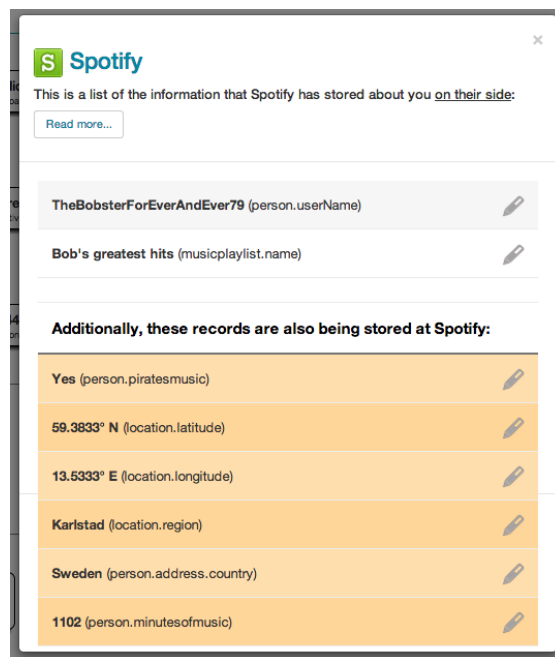 ×
S Spotify
This is a list of the information that Spotify has stored about you on their side:
Read more...
TheBobsterForEverAndEver79 (person.userName)
Bob's greatest hits (musicplaylist.name)
Additionally, these records are also being stored at Spotify:
Yes (person.piratesmusic)
59.3833° N (location.latitude)
13.5333° E (location.longitude)
Karlstad (location.region)
Sweden (person.address.country)
1102 (person.minutesofmusic)